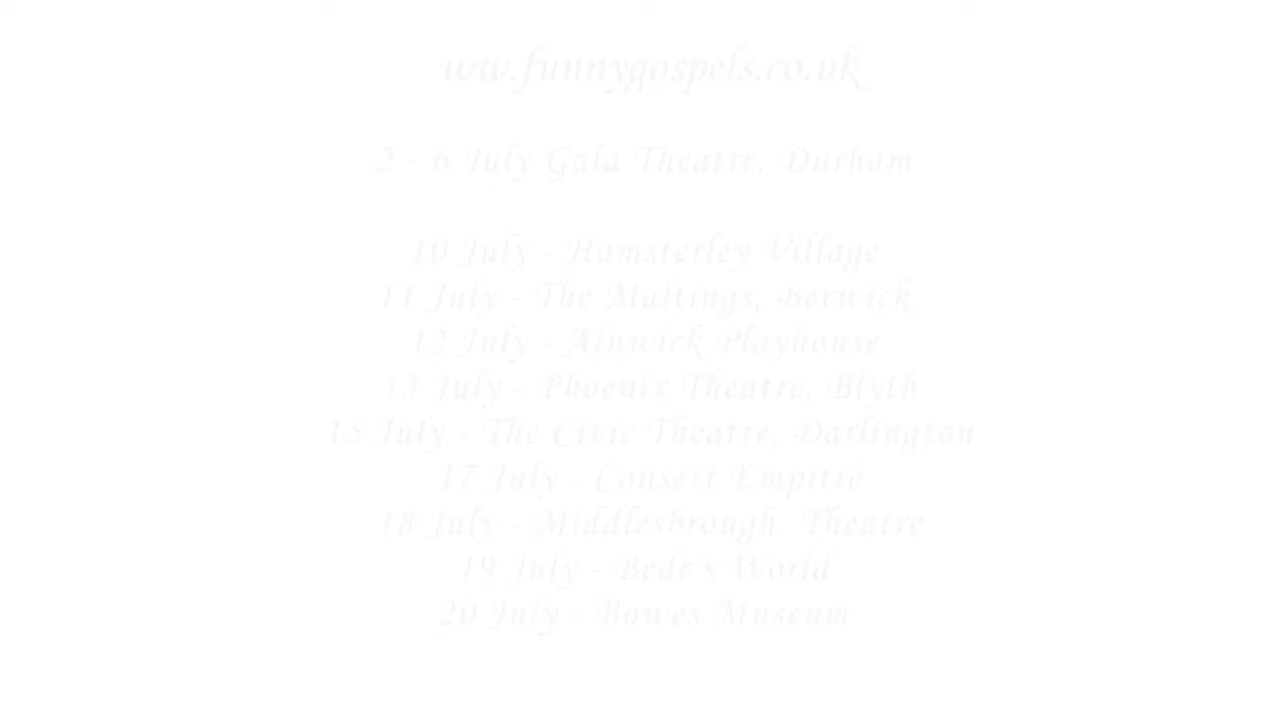 ww.funnygospels.co.uk
2 - 6 July Gala Theatre, Durham
10 July - Hamsterley Village
11 July - The Maltings, Berwick
12 July - Alnwick Playhouse
13 July - Phoenix Theatre, Blyth
15 July - The Civic Theatre, Darlington
17 July - Consett Empitre
18 July - Middlesbrough Theatre
19 July - Bede's World
20 July - Bowes Museum